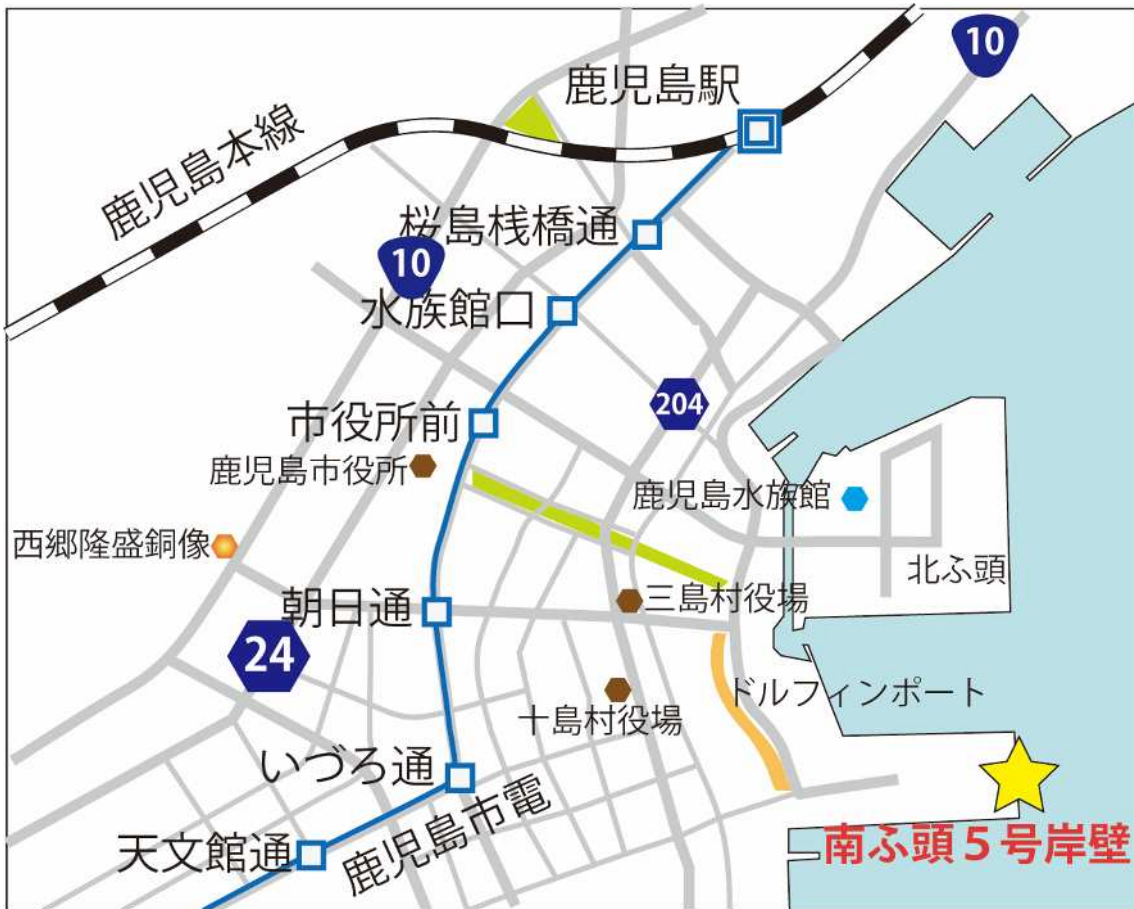 10
鹿児島駅
鹿児島本線
桜島桟橋通
10
水族館口
204
市役所前
鹿児島市役所
鹿児島水族館
西郷隆盛銅像
北ふ頭
朝日通
三島村役場
24
ドルフィンポート
十島村役場
いづろ通
鹿児島市電
天文館通
南ふ頭5号岸壁